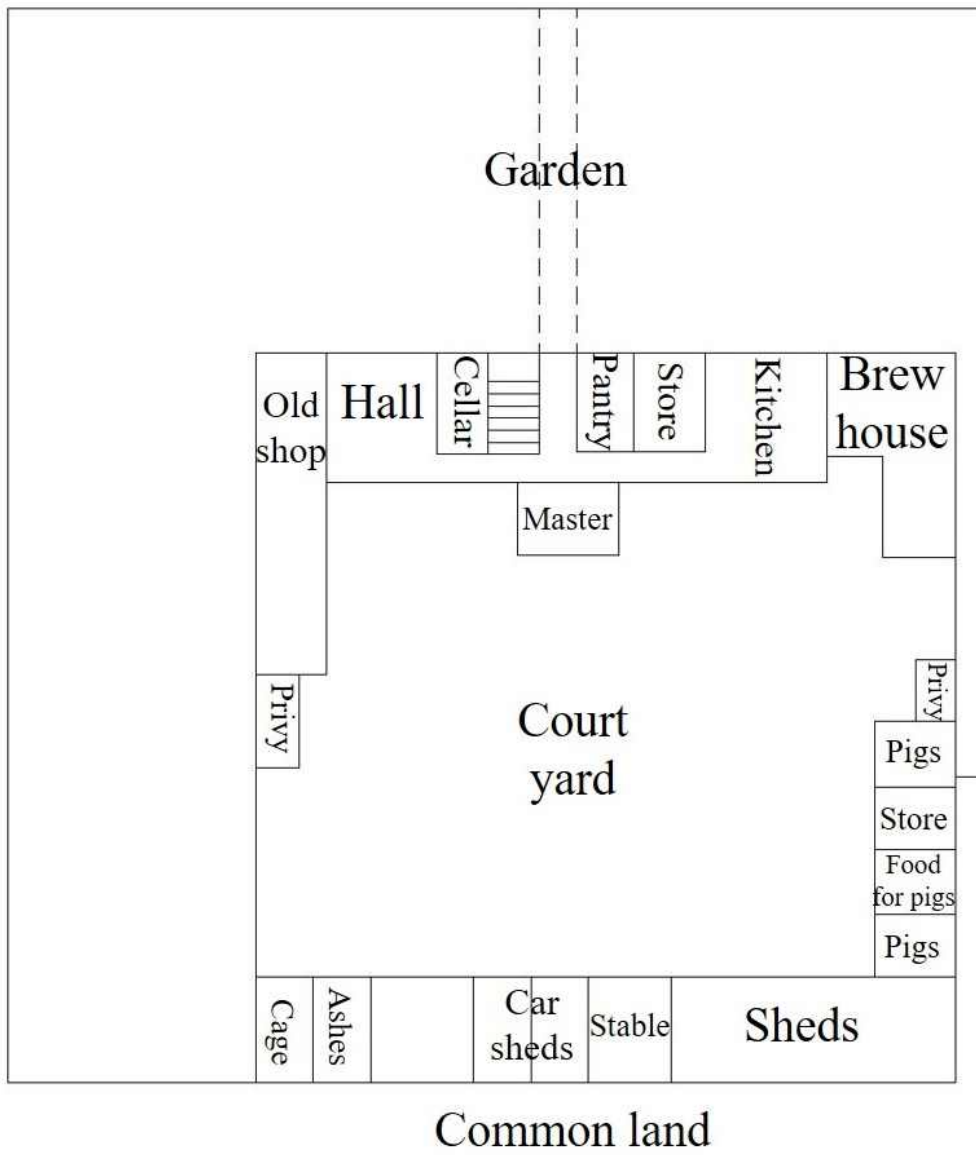 Garden
Old
shop
Hall
Cellar
Pantry
Store
Kitchen
Brew
house
Master
Privy
Court
yard
Privy
Pigs
Store
Food
for pigs
Pigs
Cage
Ashes
Car
sheds
Stable
Sheds
Common land